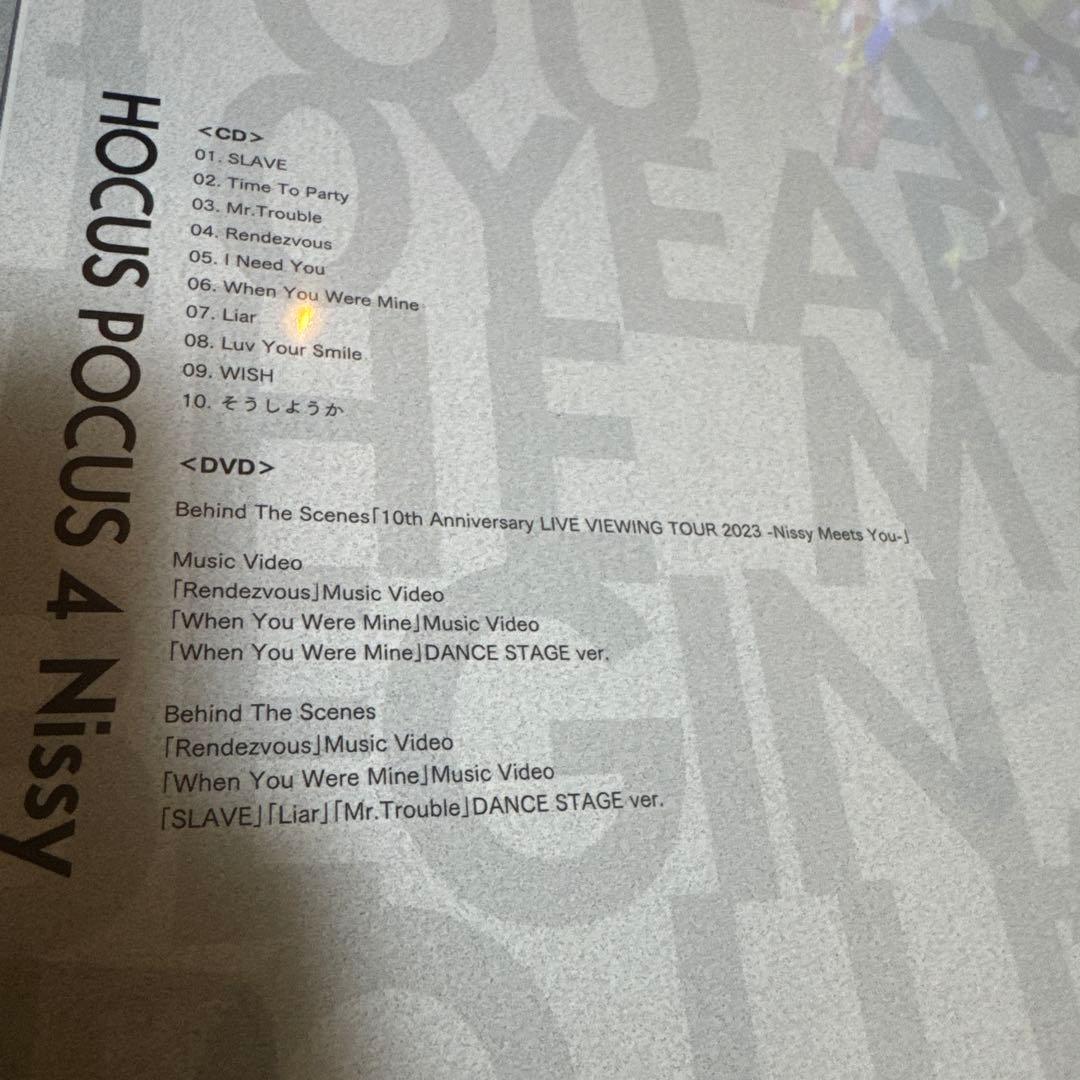 HOCUS POCUS 4 Nissy
<CD>
01. SLAVE
02. Time To Party
03. Mr.Trouble
04. Rendezvous
05. I Need You
06. When You Were Mine
07. Liar
08. Luv Your Smile
09. WISH
10. そうしようか
<DVD>
Behind The Scenes「10th Anniversary LIVE VIEWING TOUR 2023 -Nissy Meets You-」
Music Video
「Rendezvous」Music Video
「When You Were Mine」Music Video
「When You Were Mine」DANCE STAGE ver.
Behind The Scenes
「Rendezvous」Music Video
「When You Were Mine」Music Video
「SLAVE」「Liar」「Mr.Trouble」DANCE STAGE ver.